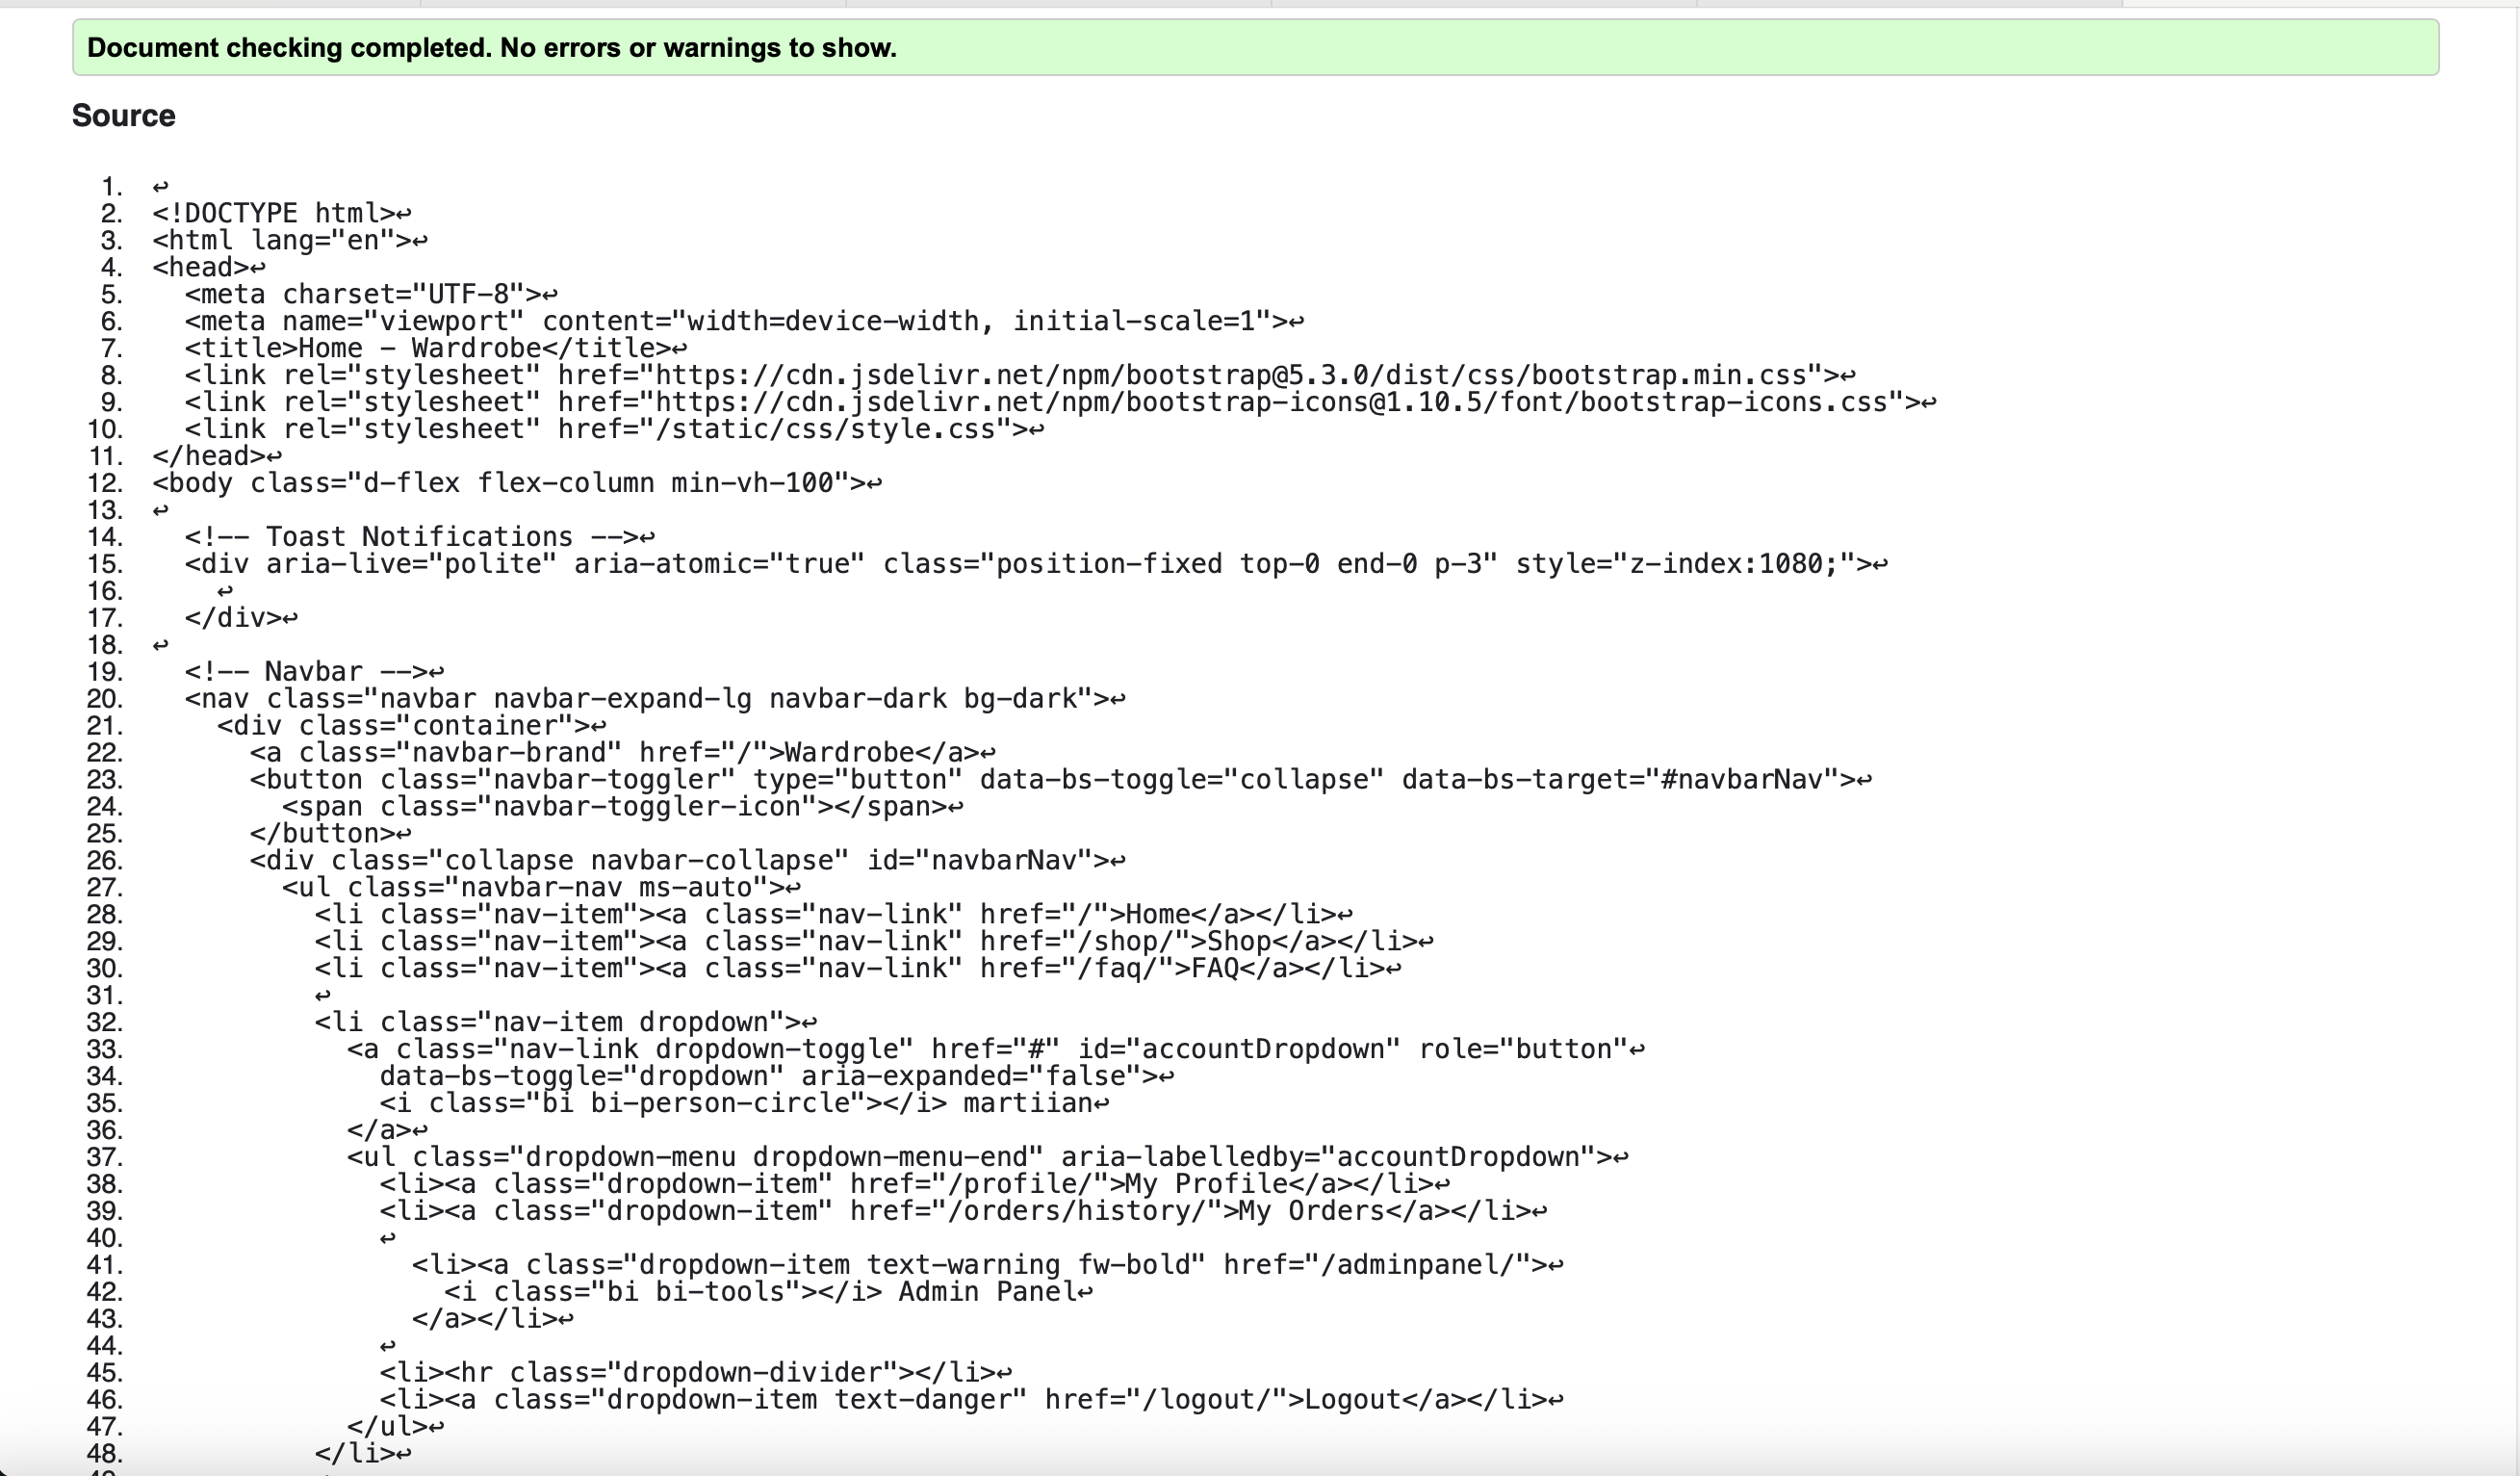 Document checking completed. No errors or warnings to show.
Source
1. ↩
2. <!DOCTYPE html>↩
3. <html lang="en">↩
4. <head>↩
5.   <meta charset="UTF-8">↩
6.   <meta name="viewport" content="width=device-width, initial-scale=1">↩
7.   <title>Home - Wardrobe</title>↩
8.   <link rel="stylesheet" href="https://cdn.jsdelivr.net/npm/bootstrap@5.3.0/dist/css/bootstrap.min.css">↩
9.   <link rel="stylesheet" href="https://cdn.jsdelivr.net/npm/bootstrap-icons@1.10.5/font/bootstrap-icons.css">↩
10.   <link rel="stylesheet" href="/static/css/style.css">↩
11. </head>↩
12. <body class="d-flex flex-column min-vh-100">↩
13. ↩
14.   <!-- Toast Notifications -->↩
15.   <div aria-live="polite" aria-atomic="true" class="position-fixed top-0 end-0 p-3" style="z-index:1080;">↩
16.     ↩
17.   </div>↩
18. ↩
19.   <!-- Navbar -->↩
20.   <nav class="navbar navbar-expand-lg navbar-dark bg-dark">↩
21.     <div class="container">↩
22.       <a class="navbar-brand" href="/">Wardrobe</a>↩
23.       <button class="navbar-toggler" type="button" data-bs-toggle="collapse" data-bs-target="#navbarNav">↩
24.         <span class="navbar-toggler-icon"></span>↩
25.       </button>↩
26.       <div class="collapse navbar-collapse" id="navbarNav">↩
27.         <ul class="navbar-nav ms-auto">↩
28.           <li class="nav-item"><a class="nav-link" href="/">Home</a></li>↩
29.           <li class="nav-item"><a class="nav-link" href="/shop/">Shop</a></li>↩
30.           <li class="nav-item"><a class="nav-link" href="/faq/">FAQ</a></li>↩
31.           ↩
32.           <li class="nav-item dropdown">↩
33.             <a class="nav-link dropdown-toggle" href="#" id="accountDropdown" role="button"↩
34.               data-bs-toggle="dropdown" aria-expanded="false">↩
35.               <i class="bi bi-person-circle"></i> martiian↩
36.             </a>↩
37.             <ul class="dropdown-menu dropdown-menu-end" aria-labelledby="accountDropdown">↩
38.               <li><a class="dropdown-item" href="/profile/">My Profile</a></li>↩
39.               <li><a class="dropdown-item" href="/orders/history/">My Orders</a></li>↩
40.               ↩
41.                 <li><a class="dropdown-item text-warning fw-bold" href="/adminpanel/">↩
42.                   <i class="bi bi-tools"></i> Admin Panel↩
43.                 </a></li>↩
44.               ↩
45.               <li><hr class="dropdown-divider"></li>↩
46.               <li><a class="dropdown-item text-danger" href="/logout/">Logout</a></li>↩
47.             </ul>↩
48.           </li>↩